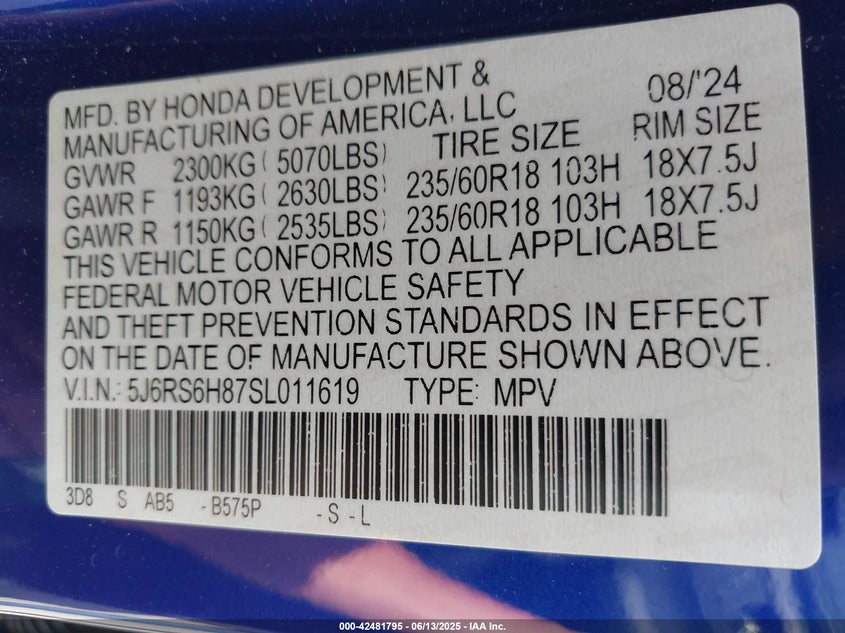 MFD. BY HONDA DEVELOPMENT &
MANUFACTURING OF AMERICA, LLC 08/'24
GVWR 2300KG ( 5070LBS) TIRE SIZE RIM SIZE
GAWR F 1193KG ( 2630LBS) 235/60R18 103H 18X7.5J
GAWR R 1150KG ( 2535LBS) 235/60R18 103H 18X7.5J
THIS VEHICLE CONFORMS TO ALL APPLICABLE
FEDERAL MOTOR VEHICLE SAFETY
AND THEFT PREVENTION STANDARDS IN EFFECT
ON THE DATE OF MANUFACTURE SHOWN ABOVE.
V.I.N.: 5J6RS6H87SL011619 TYPE: MPV
3D8 S AB5 - B575P - S - L
000-42481795 - 06/13/2025 - IAA Inc.